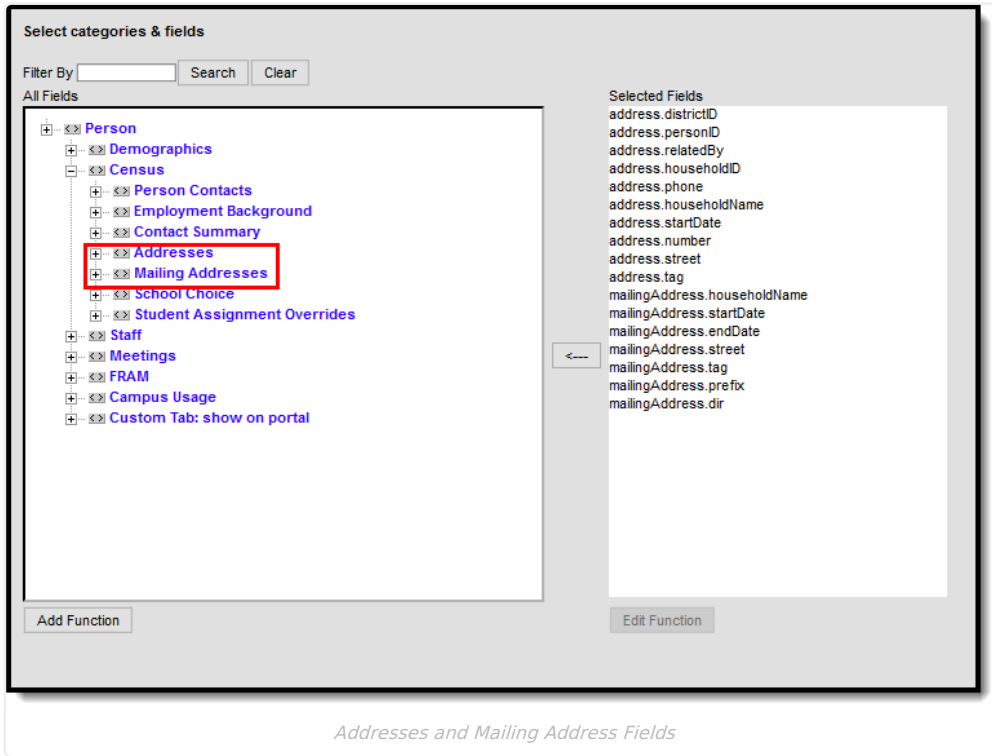 Select categories & fields
Filter By Search Clear
All Fields
Person
Demographics
Census
Person Contacts
Employment Background
Contact Summary
Addresses
Mailing Addresses
School Choice
Student Assignment Overrides
Staff
Meetings
FRAM
Campus Usage
Custom Tab: show on portal
Add Function
<---
Selected Fields
address.districtID
address.personID
address.relatedBy
address.householdID
address.phone
address.householdName
address.startDate
address.number
address.street
address.tag
mailingAddress.householdName
mailingAddress.startDate
mailingAddress.endDate
mailingAddress.street
mailingAddress.tag
mailingAddress.prefix
mailingAddress.dir
Edit Function
Addresses and Mailing Address Fields